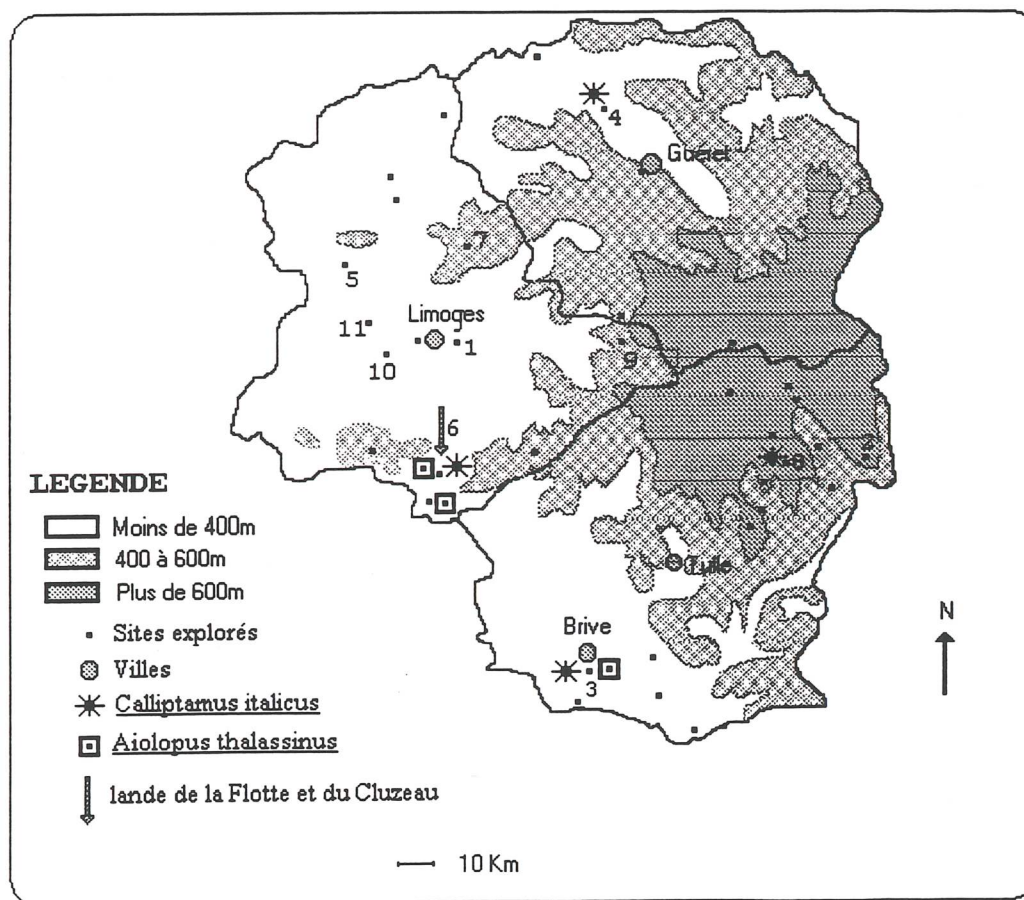 4
Guéret
7
5
Limoges
11
1
10
9
6
2
8
Tulle
Brive
3
LEGENDE
Moins de 400m
400 à 600m
Plus de 600m
Sites explorés
Villes
Calliptamus italicus
Aiolopus thalassinus
lande de la Flotte et du Cluzeau
10 Km
N